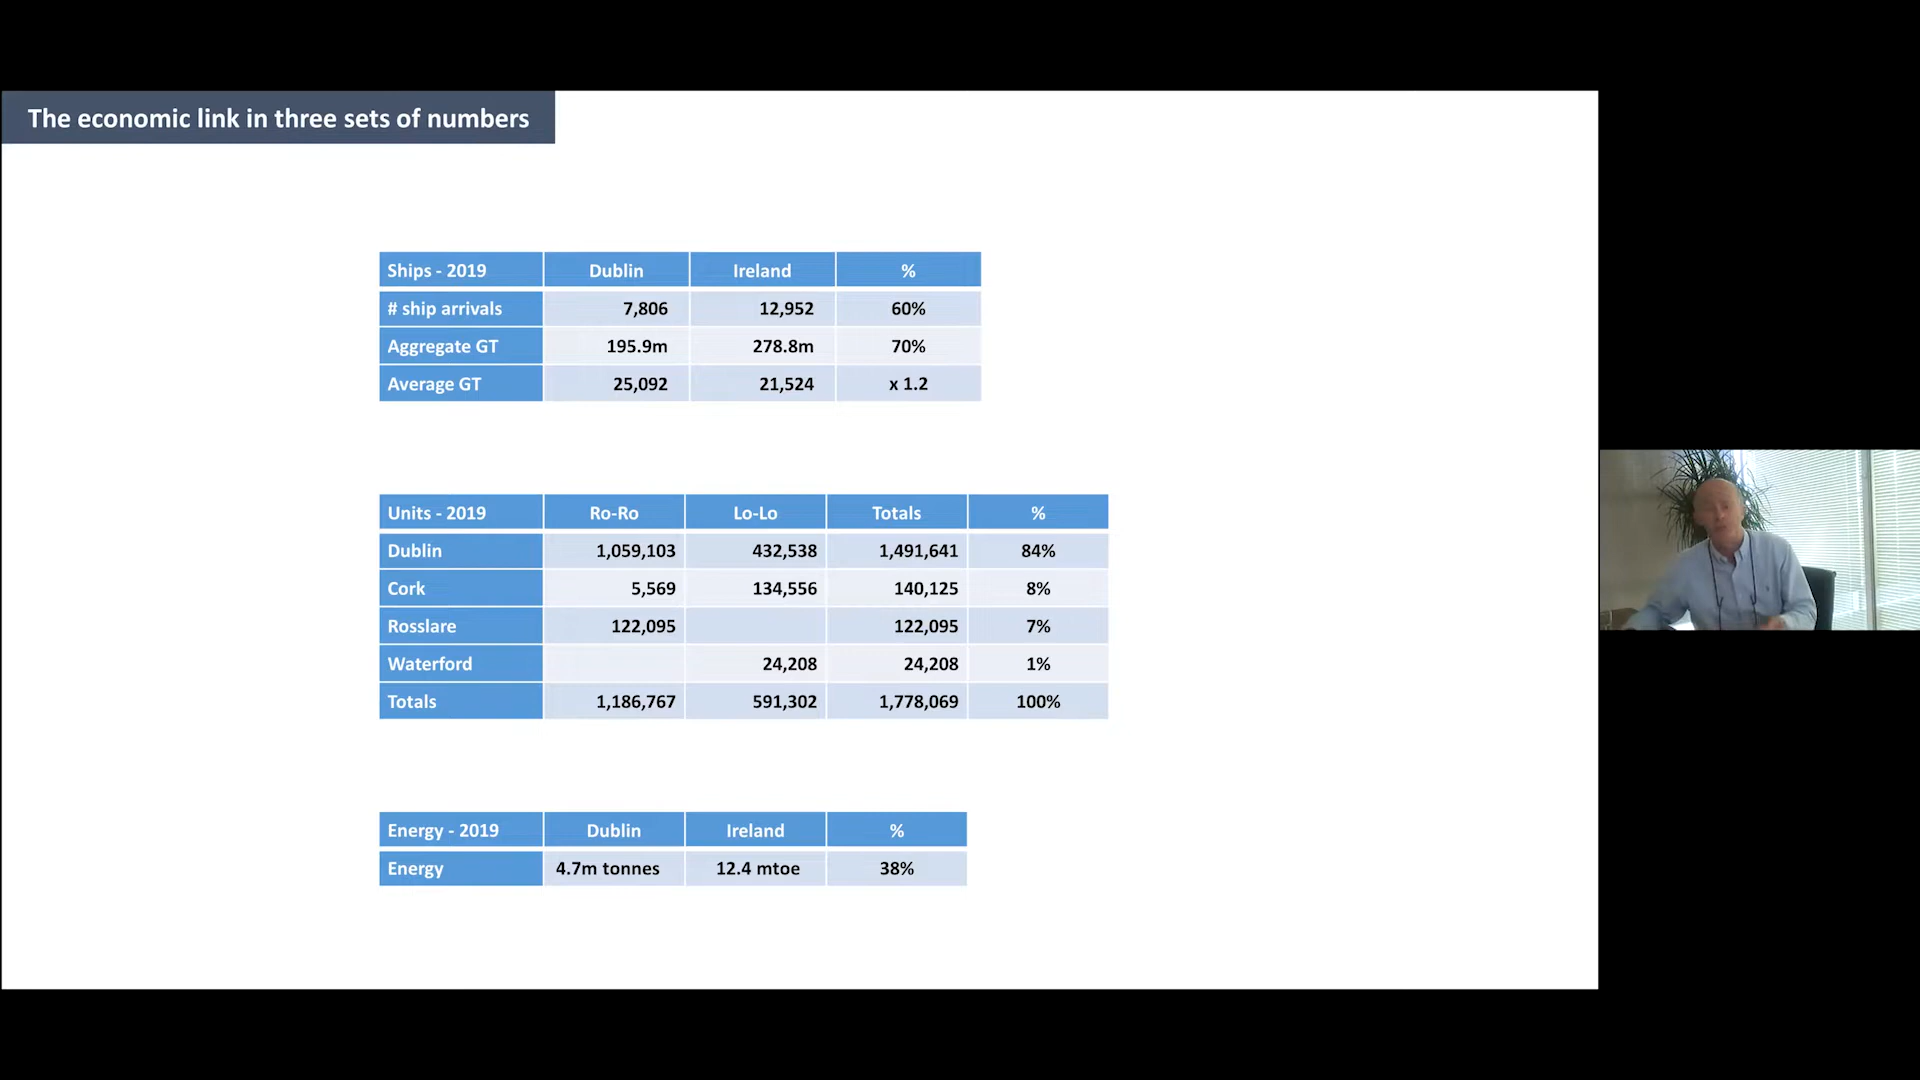 The economic link in three sets of numbers
Ships - 2019 Dublin Ireland %
# ship arrivals 7,806 12,952 60%
Aggregate GT 195.9m 278.8m 70%
Average GT 25,092 21,524 x 1.2
Units - 2019 Ro-Ro Lo-Lo Totals %
Dublin 1,059,103 432,538 1,491,641 84%
Cork 5,569 134,556 140,125 8%
Rosslare 122,095 122,095 7%
Waterford 24,208 24,208 1%
Totals 1,186,767 591,302 1,778,069 100%
Energy - 2019 Dublin Ireland %
Energy 4.7m tonnes 12.4 mtoe 38%